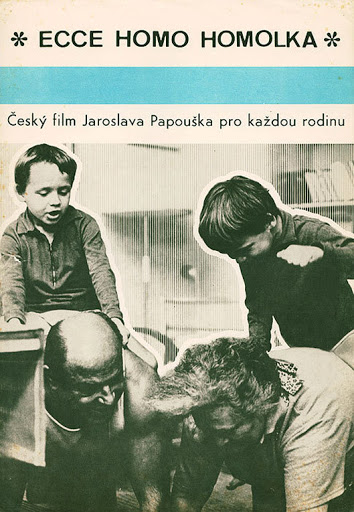 * ECCE HOMO HOMOLKA *
Český film Jaroslava Papouška pro každou rodinu